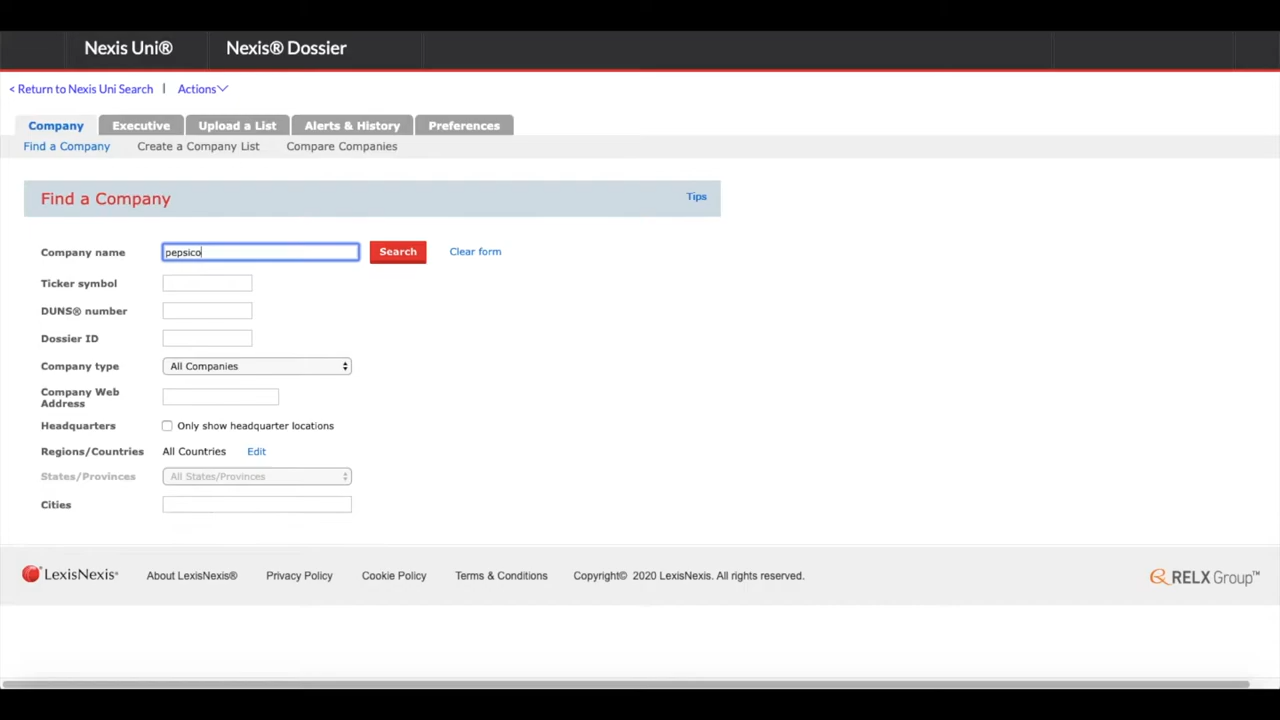 Nexis Uni® Nexis® Dossier
< Return to Nexis Uni Search | Actions
Company Executive Upload a List Alerts & History Preferences
Find a Company Create a Company List Compare Companies
Find a Company Tips
Company name pepsico Search Clear form
Ticker symbol
DUNS® number
Dossier ID
Company type All Companies
Company Web
Address
Headquarters Only show headquarter locations
Regions/Countries All Countries Edit
States/Provinces All States/Provinces
Cities
LexisNexis® About LexisNexis® Privacy Policy Cookie Policy Terms & Conditions Copyright© 2020 LexisNexis. All rights reserved. RELX Group™